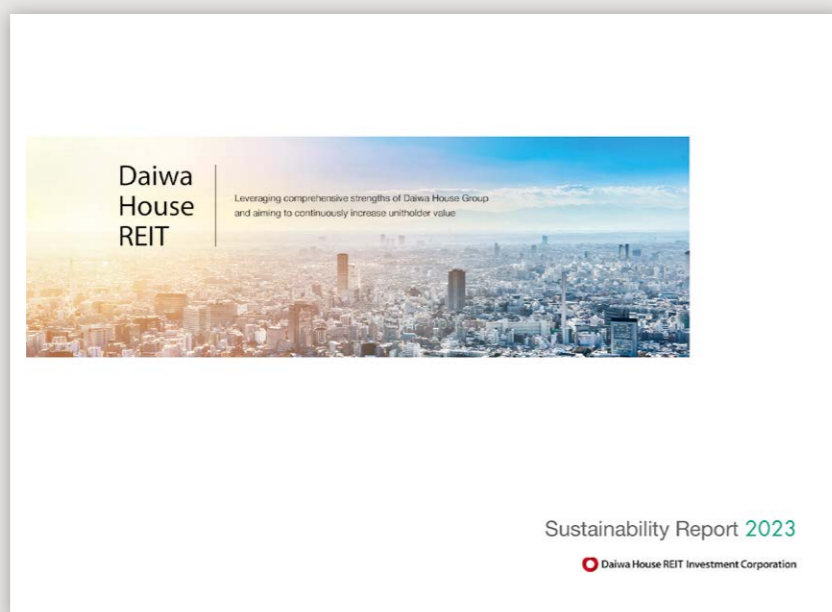 Daiwa
House
REIT
Leveraging comprehensive strengths of Daiwa House Group
and aiming to continuously increase unitholder value
Sustainability Report 2023
Daiwa House REIT Investment Corporation